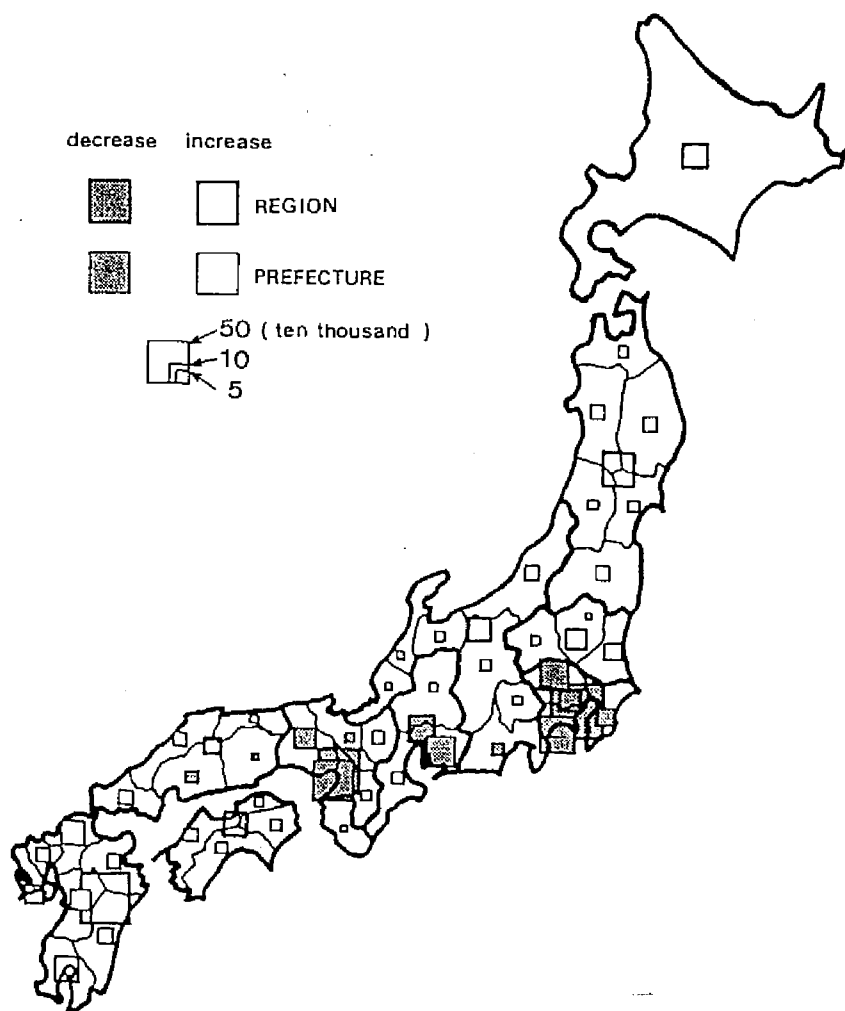 decrease increase
REGION
PREFECTURE
50 ( ten thousand )
10
5